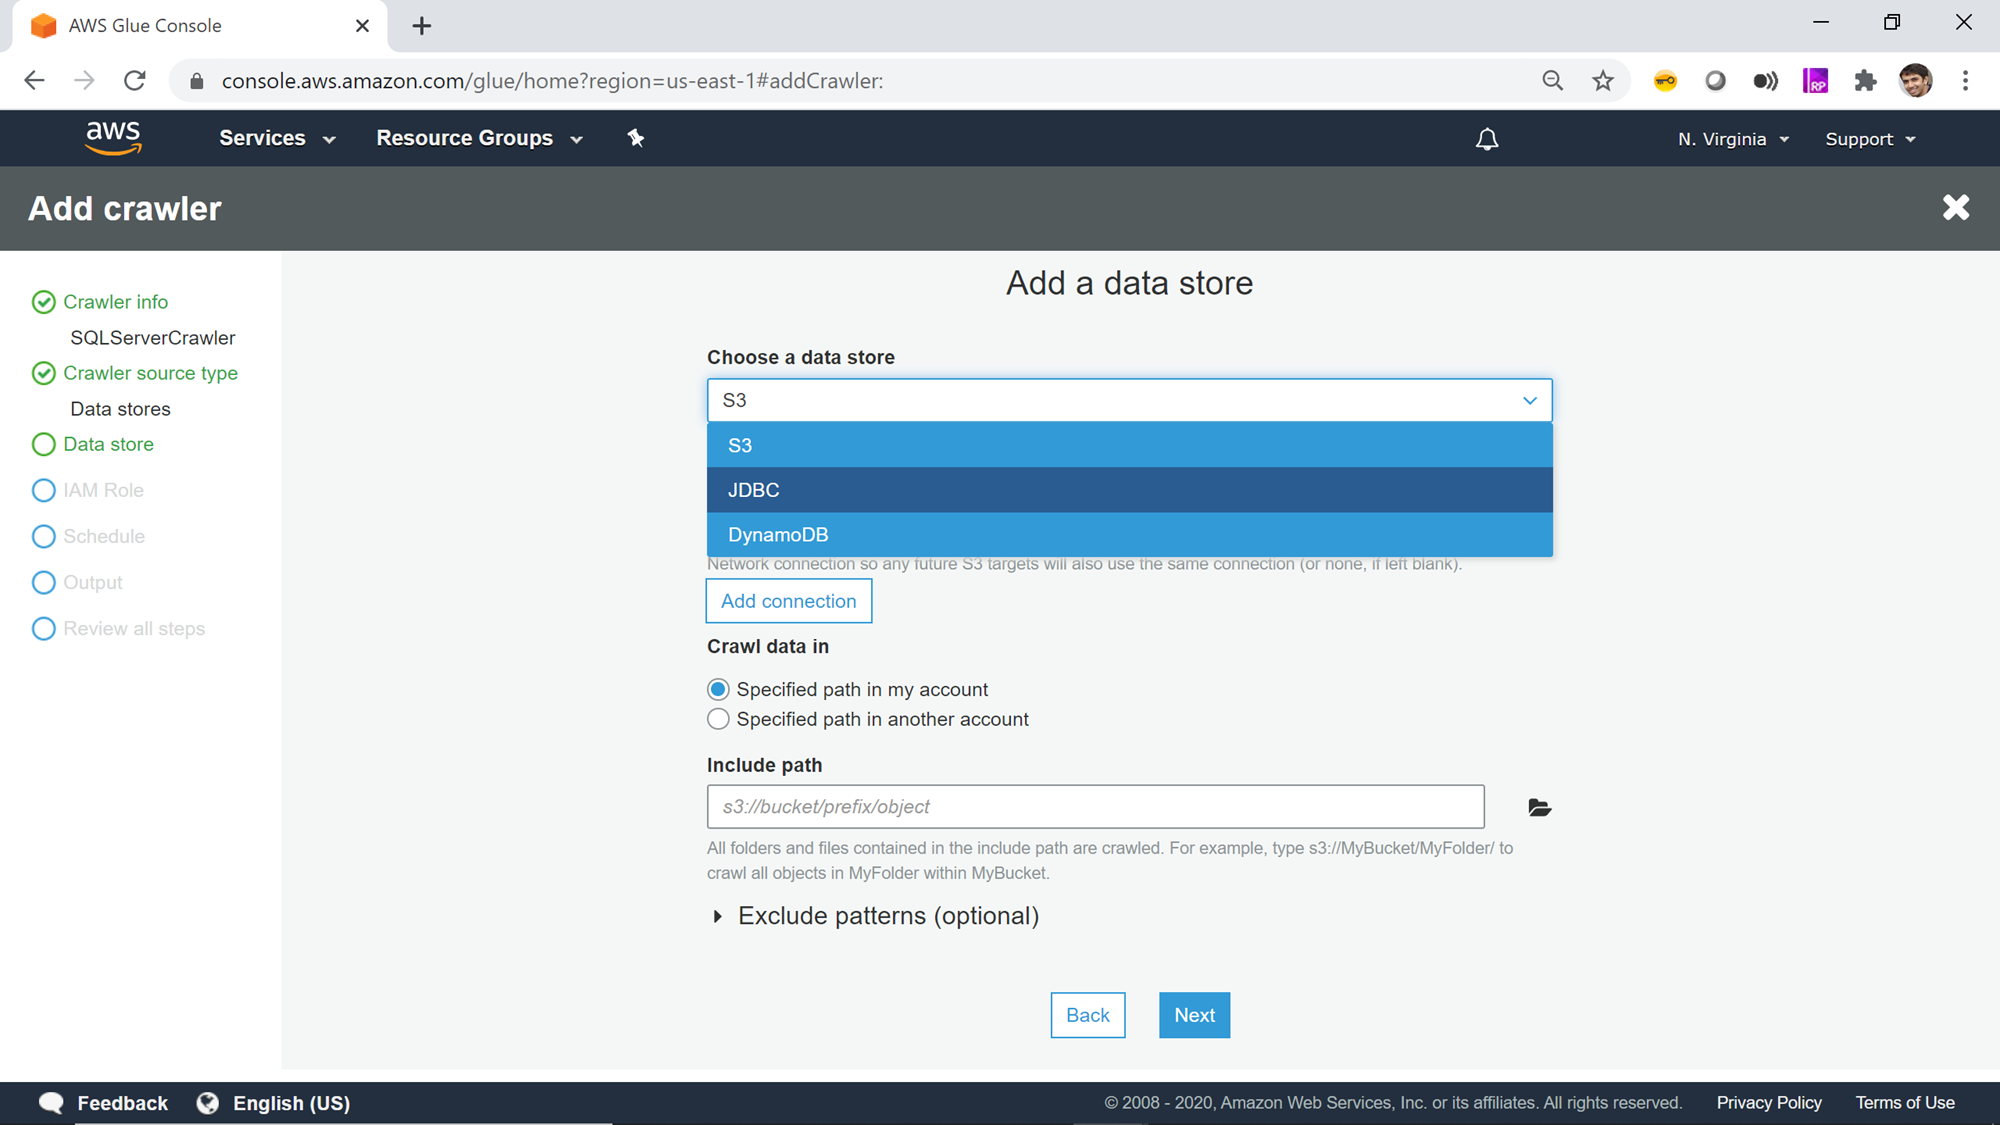 AWS Glue Console
console.aws.amazon.com/glue/home?region=us-east-1#addCrawler:
RP
aws
Services
Resource Groups
N. Virginia
Support
Add crawler
Crawler info
SQLServerCrawler
Crawler source type
Data stores
Data store
IAM Role
Schedule
Output
Review all steps
Add a data store
Choose a data store
S3
S3
JDBC
DynamoDB
Network connection so any future S3 targets will also use the same connection (or none, if left blank).
Add connection
Crawl data in
Specified path in my account
Specified path in another account
Include path
s3://bucket/prefix/object
All folders and files contained in the include path are crawled. For example, type s3://MyBucket/MyFolder/ to
crawl all objects in MyFolder within MyBucket.
Exclude patterns (optional)
Back
Next
Feedback
English (US)
© 2008 - 2020, Amazon Web Services, Inc. or its affiliates. All rights reserved.
Privacy Policy
Terms of Use